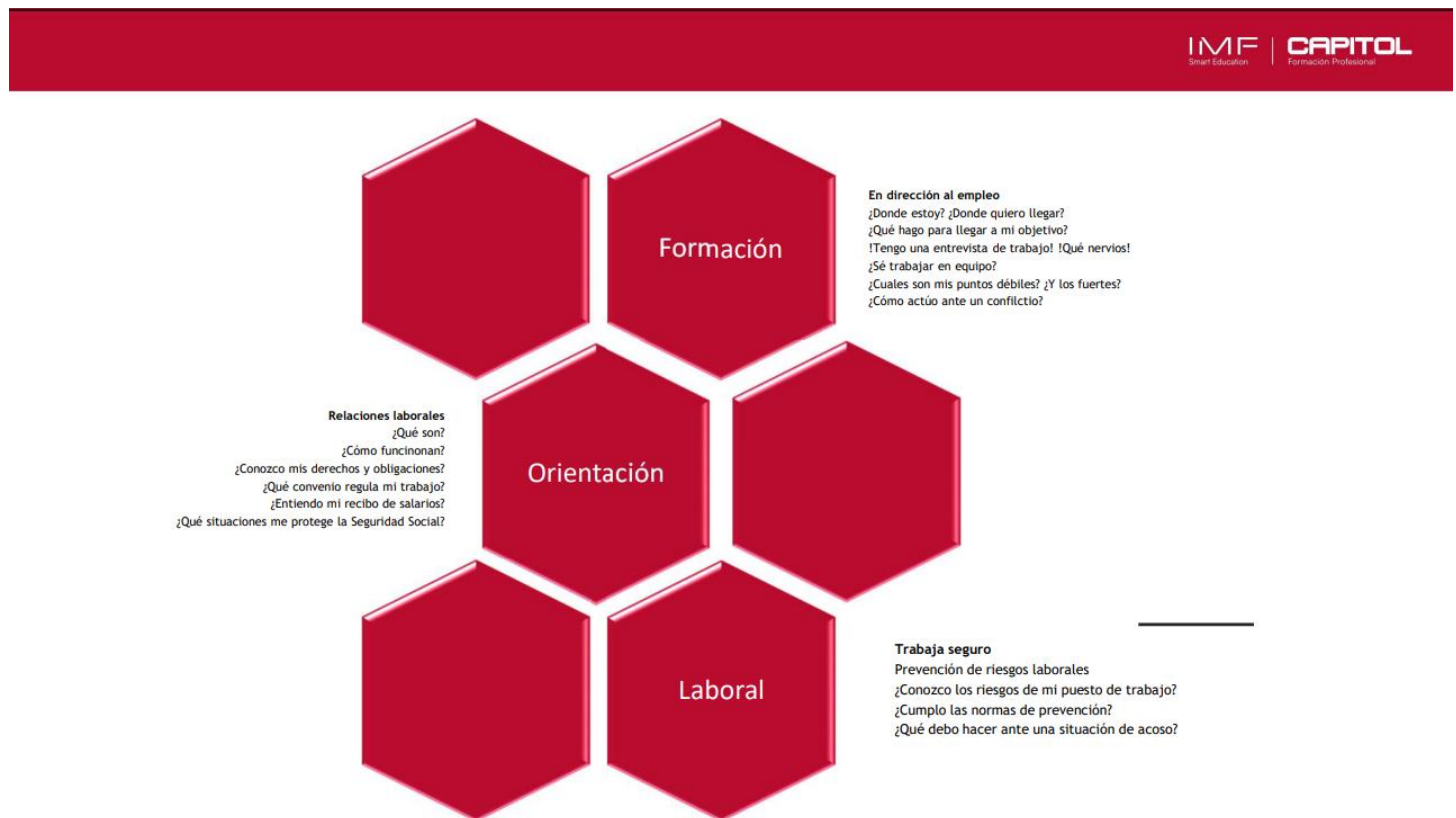 IMF
Smart Education
CAPITOL
Formación Profesional
Formación
En dirección al empleo
¿Donde estoy? ¿Donde quiero llegar?
¿Qué hago para llegar a mi objetivo?
!Tengo una entrevista de trabajo! !Qué nervios!
¿Sé trabajar en equipo?
¿Cuales son mis puntos débiles? ¿Y los fuertes?
¿Cómo actúo ante un confilctio?
Relaciones laborales
¿Qué son?
¿Cómo funcinonan?
¿Conozco mis derechos y obligaciones?
¿Qué convenio regula mi trabajo?
¿Entiendo mi recibo de salarios?
¿Qué situaciones me protege la Seguridad Social?
Orientación
Laboral
Trabaja seguro
Prevención de riesgos laborales
¿Conozco los riesgos de mi puesto de trabajo?
¿Cumplo las normas de prevención?
¿Qué debo hacer ante una situación de acoso?